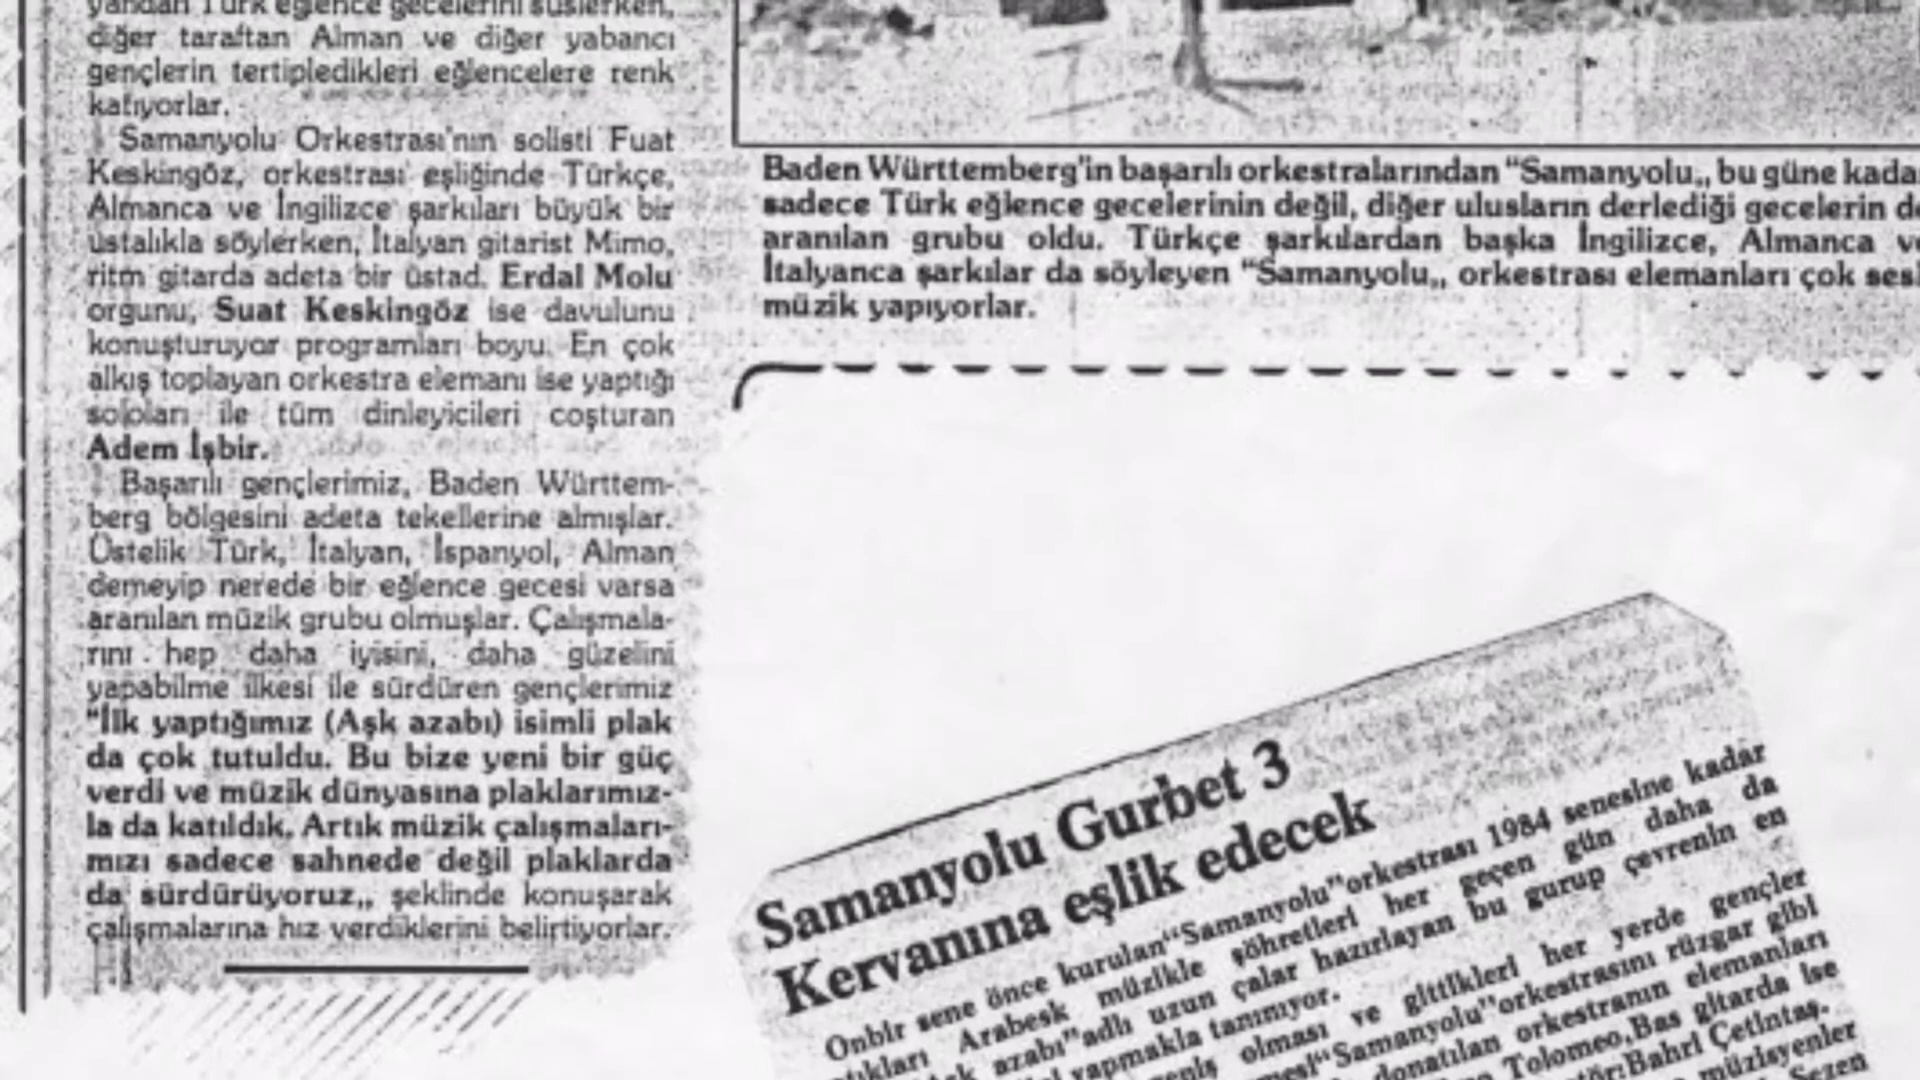 yandan Türk eğlence gecelerini süslerken,
diğer taraftan Alman ve diğer yabancı
gençlerin tertipledikleri eğlencelere renk
katıyorlar.
Samanyolu Orkestrası'nın solisti Fuat
Keskingöz, orkestrası eşliğinde Türkçe,
Almanca ve İngilizce şarkıları büyük bir
ustalıkla söylerken, İtalyan gitarist Mimo,
ritm gitarda adeta bir üstad. Erdal Molu
orgunu, Suat Keskingöz ise davulunu
konuşturuyor programları boyu. En çok
alkış toplayan orkestra elemanı ise yaptığı
soloları ile tüm dinleyicileri coşturan
Adem İşbir.
Başarılı gençlerimiz, Baden Württem-
berg bölgesini adeta tekellerine almışlar.
Üstelik Türk, İtalyan, İspanyol, Alman
demeyip nerede bir eğlence gecesi varsa
aranılan müzik grubu olmuşlar. Çalışmala-
rını hep daha iyisini, daha güzelini
yapabilme ilkesi ile sürdüren gençlerimiz
"İlk yaptığımız (Aşk azabı) isimli plak
da çok tutuldu. Bu bize yeni bir güç
verdi ve müzik dünyasına plaklarımız-
la da katıldık. Artık müzik çalışmaları-
mızı sadece sahnede değil plaklarda
da sürdürüyoruz,, şeklinde konuşarak
çalışmalarına hız verdiklerini belirtiyorlar.
Baden Württemberg'in başarılı orkestralarından "Samanyolu,, bu güne kadar
sadece Türk eğlence gecelerinin değil, diğer ulusların derlediği gecelerin de
aranılan grubu oldu. Türkçe şarkılardan başka İngilizce, Almanca ve
İtalyanca şarkılar da söyleyen "Samanyolu,, orkestrası elemanları çok sesl
müzik yapıyorlar.
Samanyolu Gurbet 3
Kervanına eşlik edecek
Onbir sene önce kurulan "Samanyolu" orkestrası 1984 senesine kadar
Arabesk müzikle şöhretleri her geçen gün daha da
azabı" adlı uzun çalar hazırlayan bu gurup çevrenin en
yapmakla tanınıyor.
geniş olması ve gittikleri her yerde gençler
"Samanyolu" orkestrasını rüzgar gibi
donatılan orkestranın elemanları
Tolomeo, Bas gitarda ise
Bahri Çetintaş.
müzisyenler
Sezen